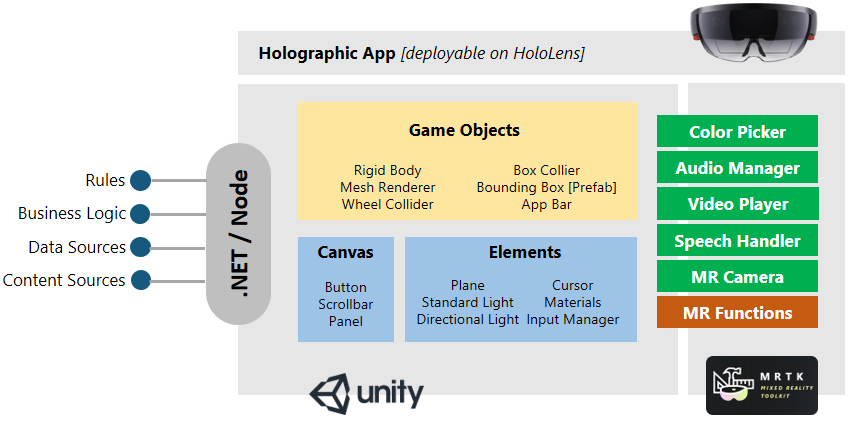 Holographic App [deployable on HoloLens]
Game Objects
Rigid Body
Mesh Renderer
Wheel Collider
Box Collier
Bounding Box [Prefab]
App Bar
Color Picker
Audio Manager
Video Player
Speech Handler
MR Camera
MR Functions
Rules
Business Logic
Data Sources
Content Sources
.NET / Node
Canvas
Button
Scrollbar
Panel
Elements
Plane
Standard Light
Directional Light
Cursor
Materials
Input Manager
unity
MRTK
MIXED REALITY
TOOLKIT